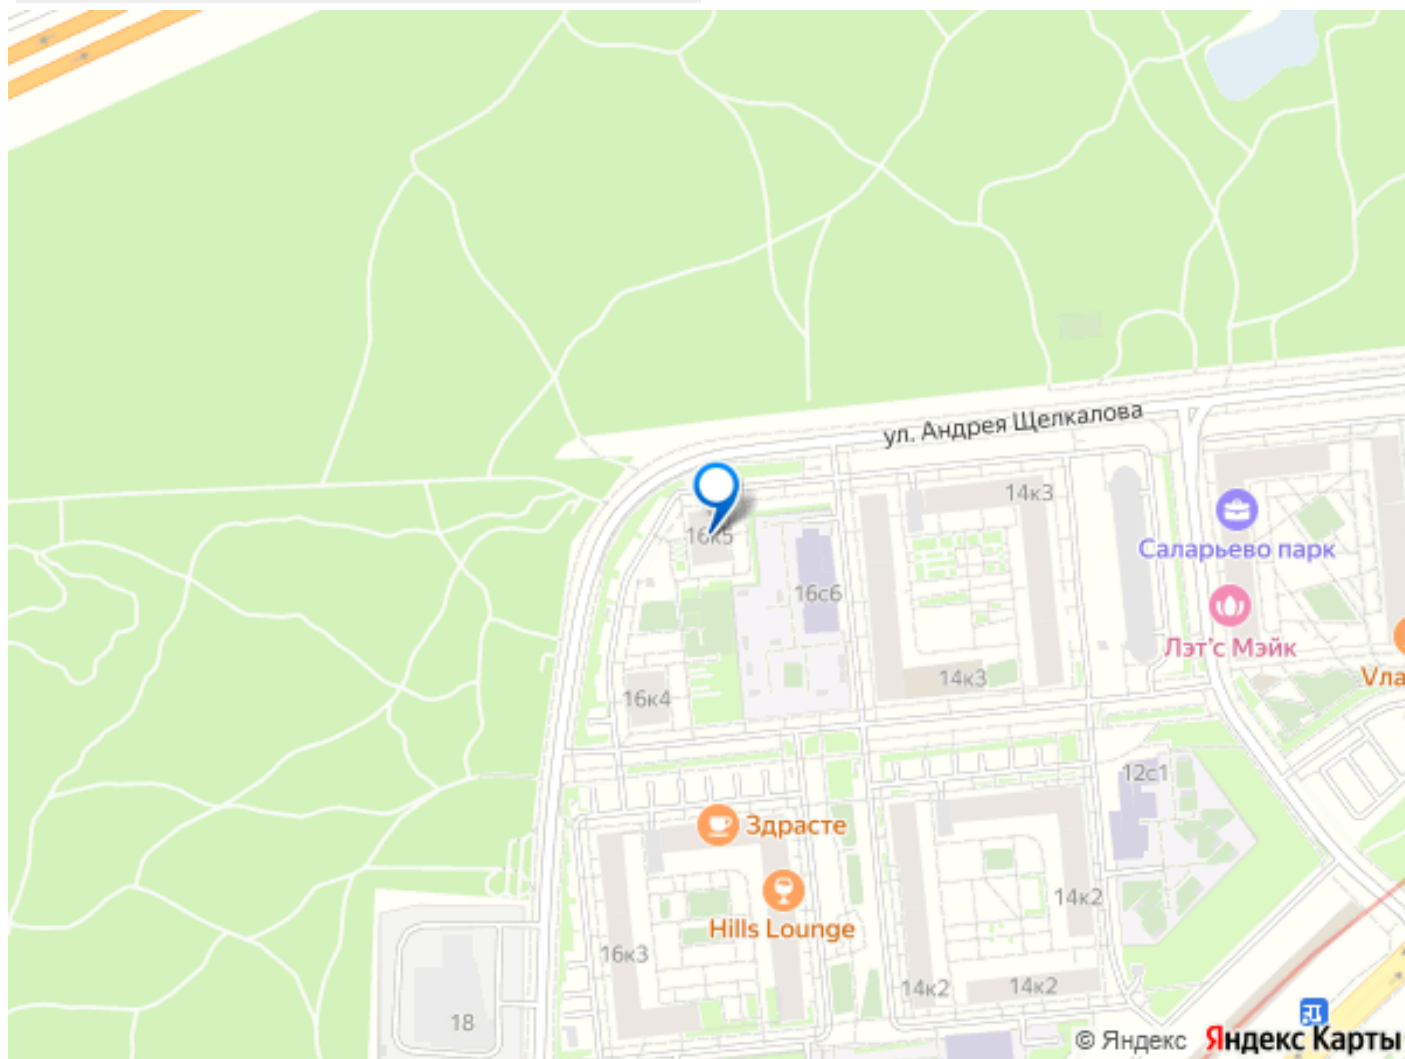 ул. Андрея Щелкалова
14к3
16к5
Саларьево парк
16с6
Лэт'с Мэйк
14к3
Vла
16к4
12с1
Здрасте
14к2
Hills Lounge
16к3
14к2
14к2
18
© Яндекс Яндекс Карты